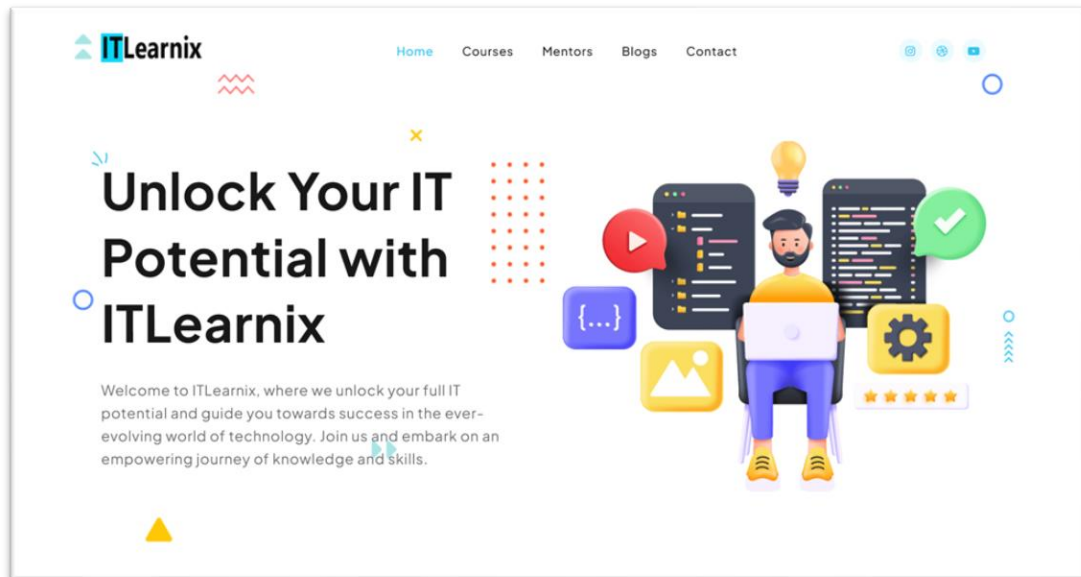 ITLearnix
Home Courses Mentors Blogs Contact
Unlock Your IT
Potential with
ITLearnix
Welcome to ITLearnix, where we unlock your full IT
potential and guide you towards success in the ever-
evolving world of technology. Join us and embark on an
empowering journey of knowledge and skills.
{...}